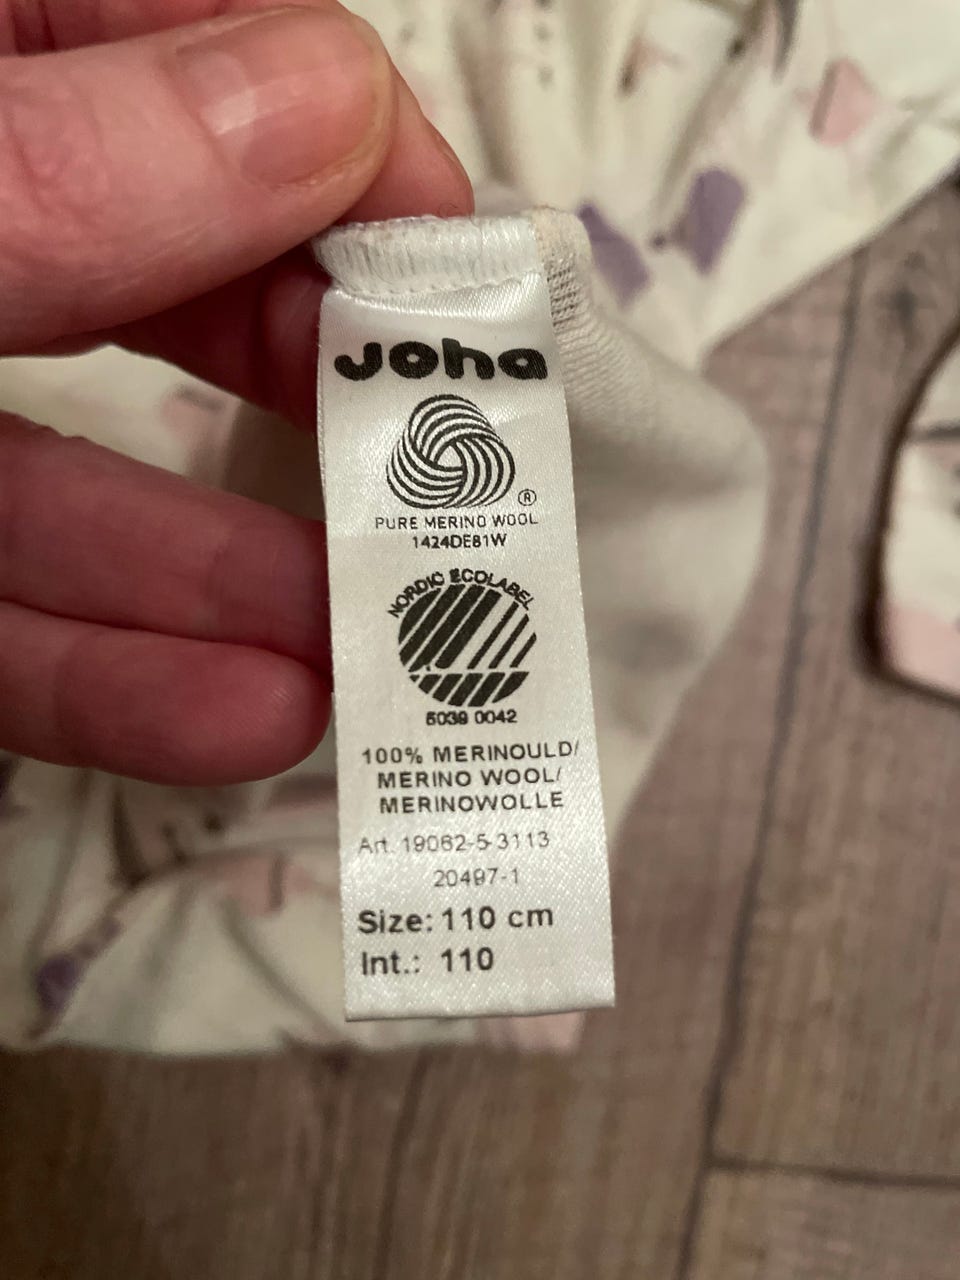 Joha
®
PURE MERINO WOOL
1424DE81W
NORDIC ECOLABEL
5039 0042
100% MERINOULD/
MERINO WOOL/
MERINOWOLLE
Art. 19062-5-3113
20497-1
Size: 110 cm
Int.: 110